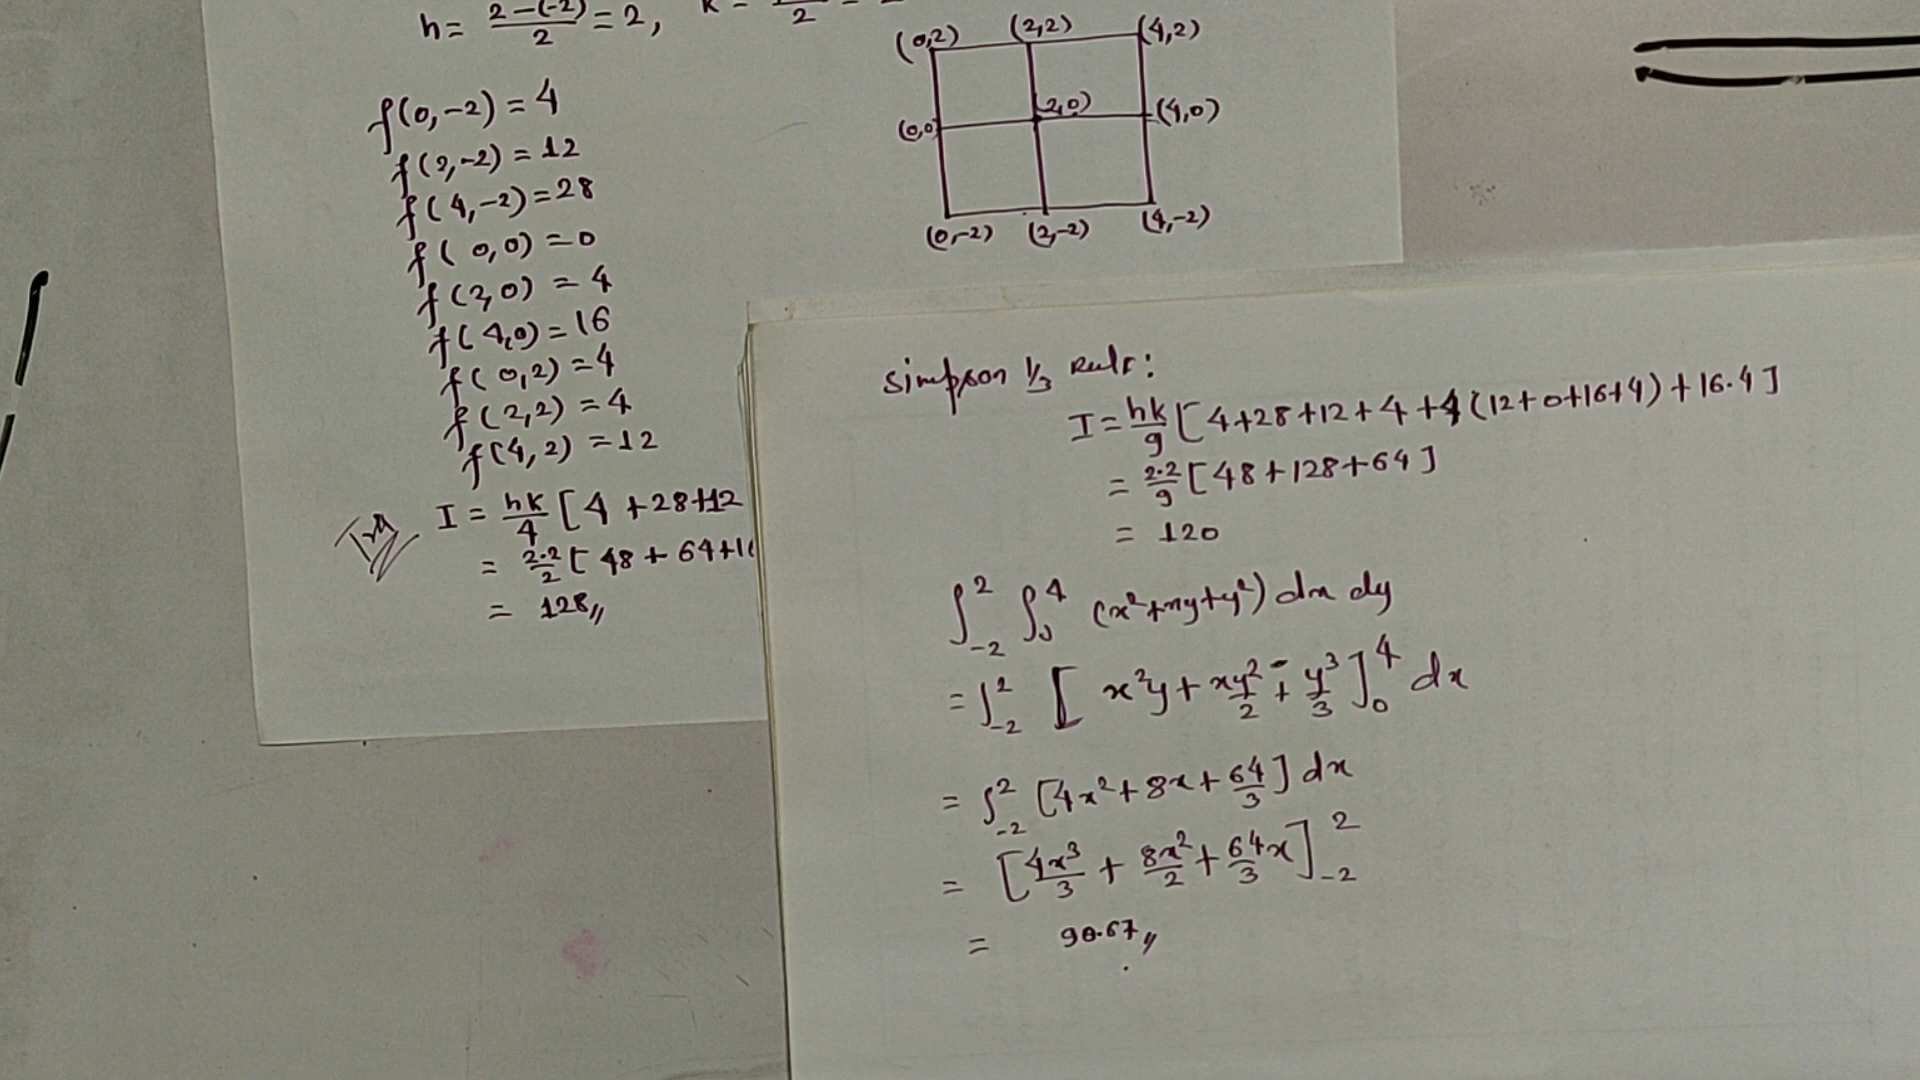 h= 2-(-2)/2 = 2,
f(0,-2) = 4
f(2,-2) = 12
f(4,-2) = 28
f(0,0) = 0
f(2,0) = 4
f(4,0) = 16
f(0,2) = 4
f(2,2) = 4
f(4,2) = 12
I = hk/4 [4 + 28 + 12
= 2·2/2 [48 + 64 +
= 128,,
(0,2) (2,2) (4,2)
(0,0) (2,0) (4,0)
(0,-2) (2,-2) (4,-2)
Simpson 1/3 Rule:
I = hk/9 [4+28+12+4+4(12+0+16+4)+16.4]
= 2·2/9 [48+128+64]
= 120
∫_{-2}^{2} ∫_{0}^{4} (x²+xy+y²) dx dy
= ∫_{-2}^{2} [x²y + xy²/2 + y³/3]_{0}^{4} dx
= ∫_{-2}^{2} [4x² + 8x + 64/3] dx
= [4x³/3 + 8x²/2 + 64/3 x]_{-2}^{2}
= 90.67,,